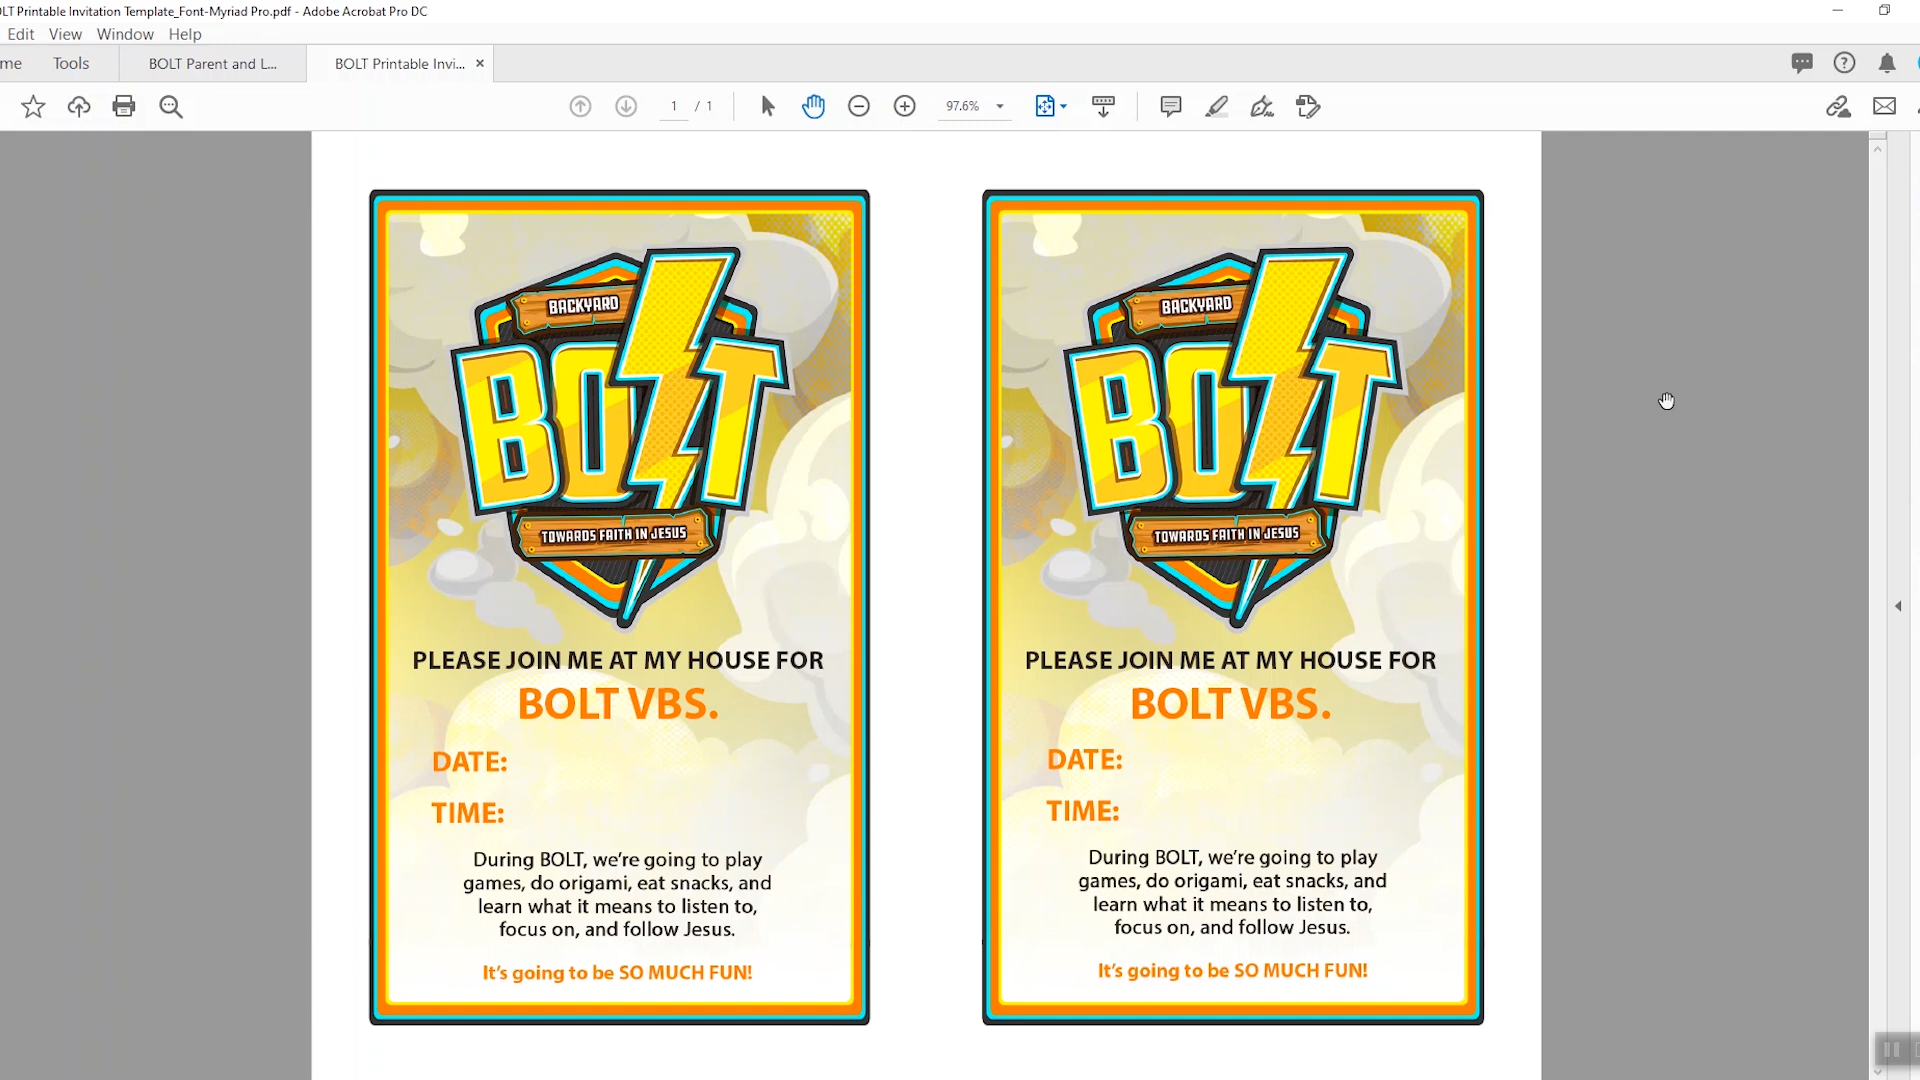 LT Printable Invitation Template_Font-Myriad Pro.pdf - Adobe Acrobat Pro DC
Edit View Window Help
me Tools BOLT Parent and L... BOLT Printable Invi... ×
1 / 1 97.6%
BACKYARD
BOLT
TOWARDS FAITH IN JESUS
PLEASE JOIN ME AT MY HOUSE FOR
BOLT VBS.
DATE:
TIME:
During BOLT, we're going to play
games, do origami, eat snacks, and
learn what it means to listen to,
focus on, and follow Jesus.
It's going to be SO MUCH FUN!
BACKYARD
BOLT
TOWARDS FAITH IN JESUS
PLEASE JOIN ME AT MY HOUSE FOR
BOLT VBS.
DATE:
TIME:
During BOLT, we're going to play
games, do origami, eat snacks, and
learn what it means to listen to,
focus on, and follow Jesus.
It's going to be SO MUCH FUN!